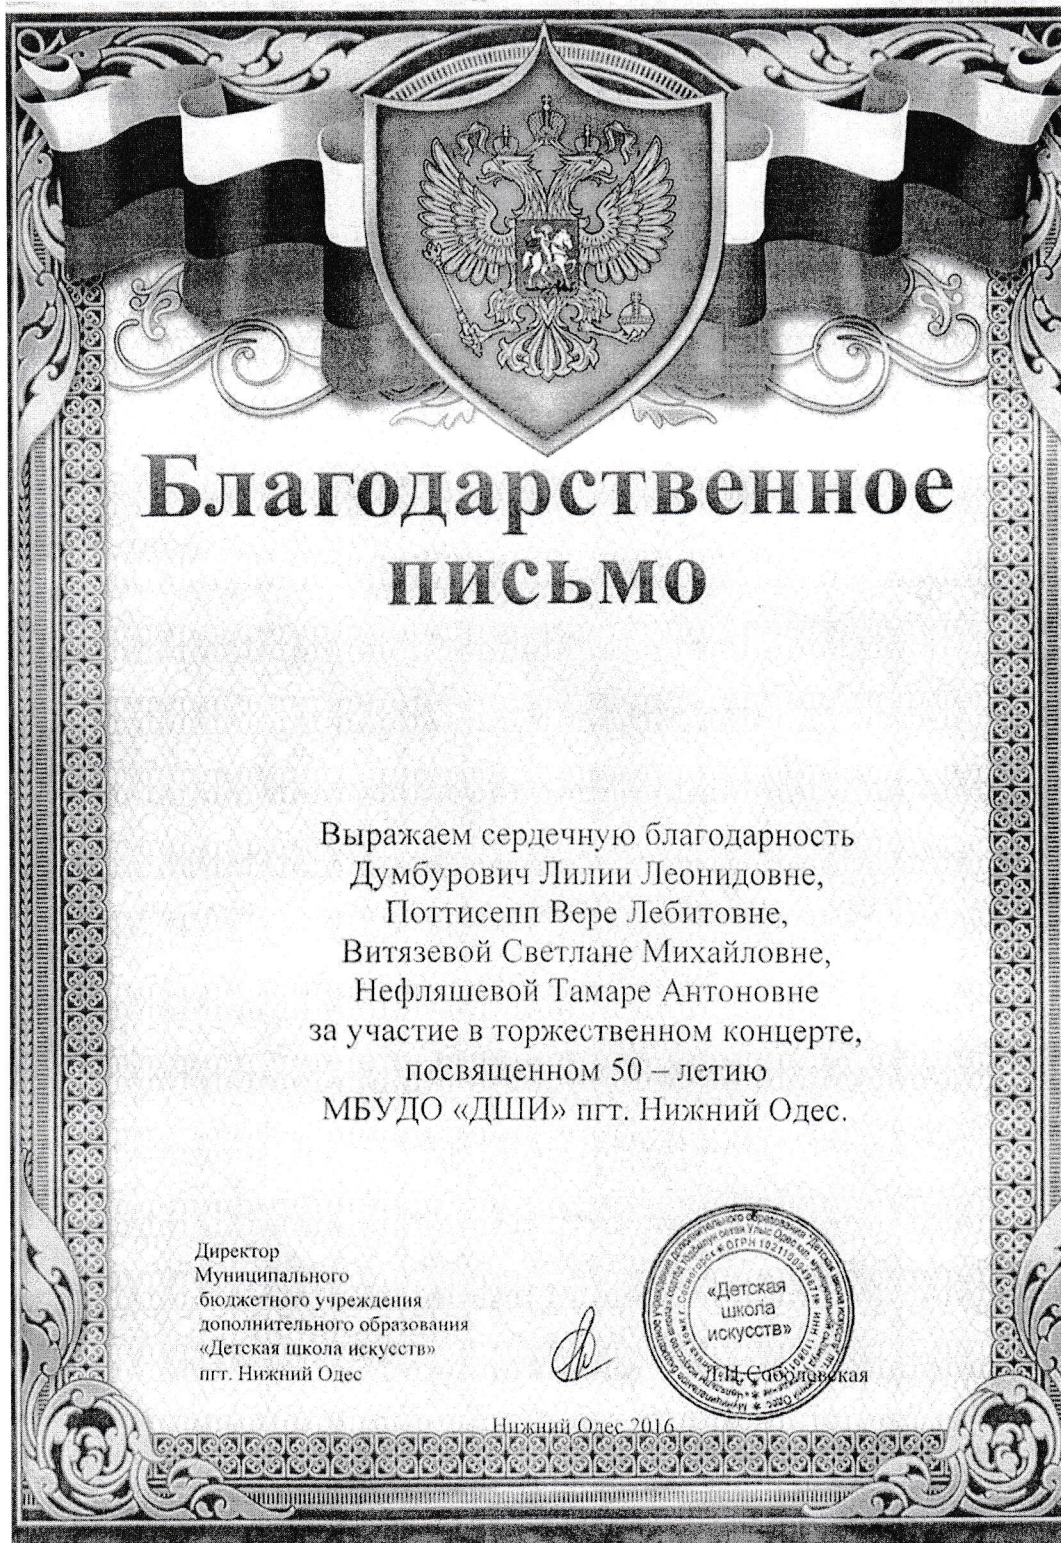 Благодарственное
письмо
Выражаем сердечную благодарность
Думбурович Лилии Леонидовне,
Поттисепп Вере Лебитовне,
Витязевой Светлане Михайловне,
Нефляшевой Тамаре Антоновне
за участие в торжественном концерте,
посвященном 50 – летию
МБУДО «ДШИ» пгт. Нижний Одес.
Директор
Муниципального
бюджетного учреждения
дополнительного образования
«Детская школа искусств»
пгт. Нижний Одес
«Детская
школа
искусств»
Соболевская
Нижний Одес 2016